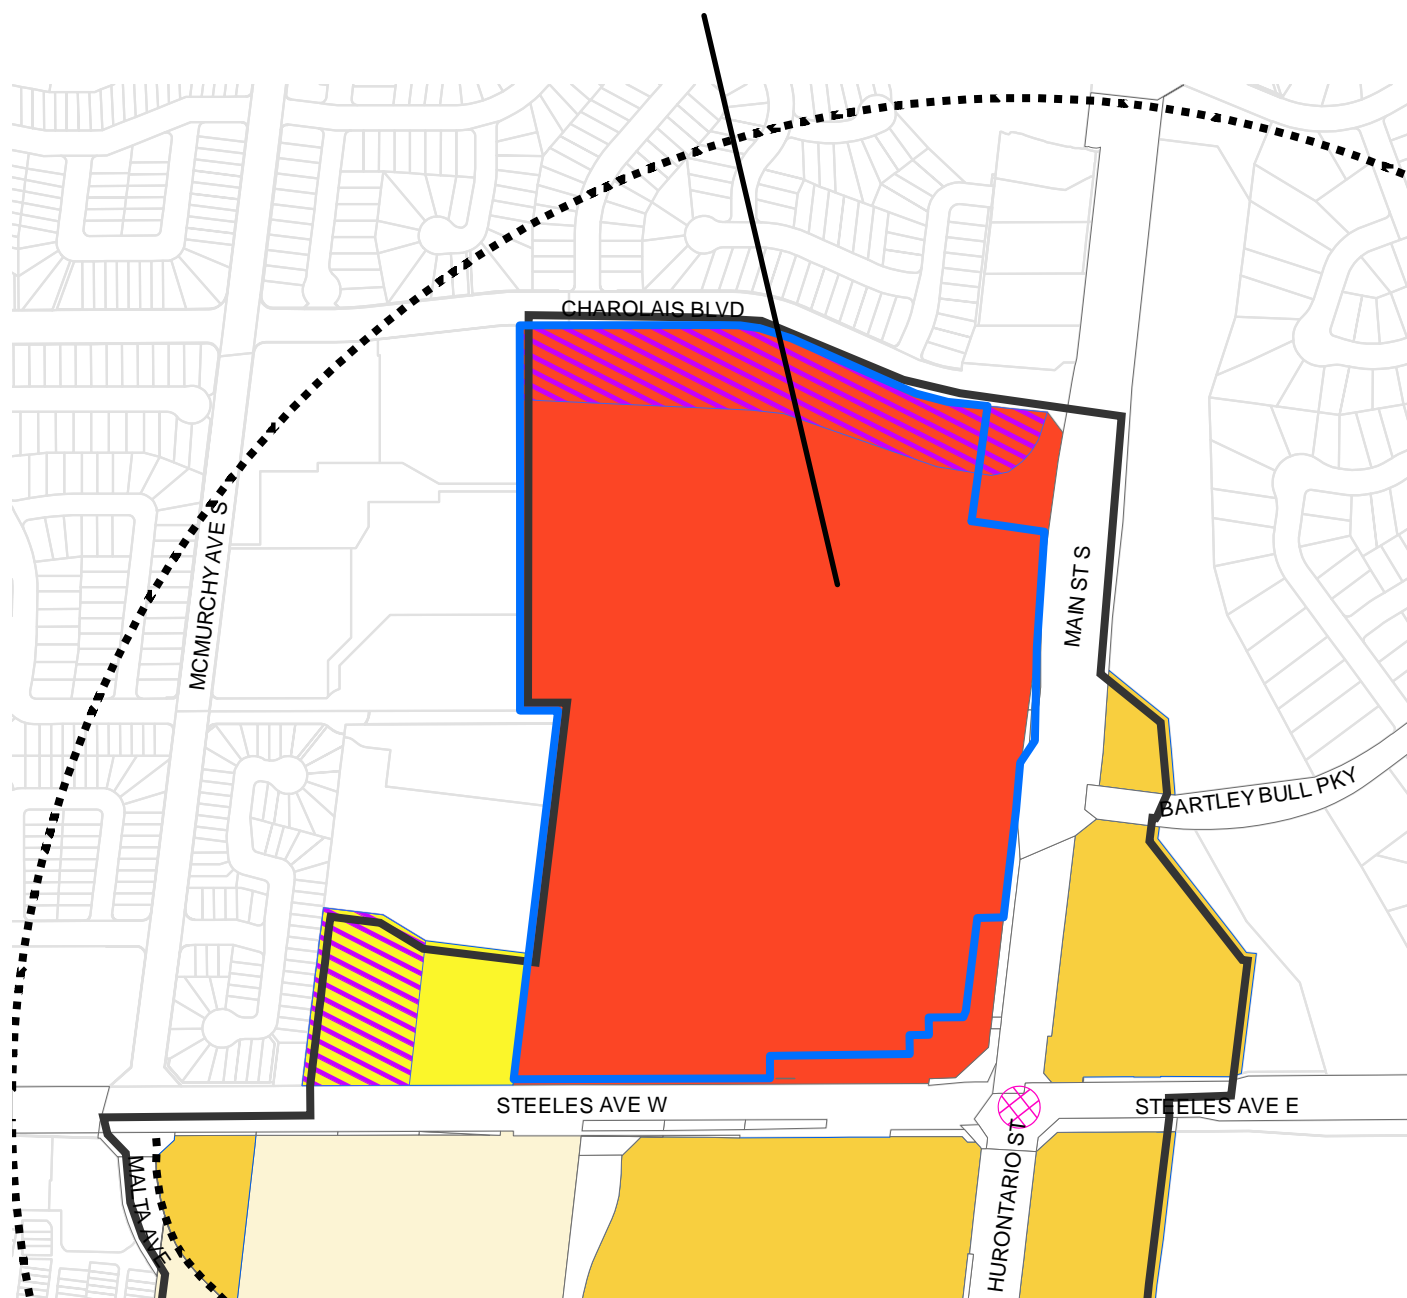 CHAROLAIS BLVD
MCMURCHY AVE S
MAIN ST S
BARTLEY BULL PKY
STEELES AVE W
STEELES AVE E
MALTA AVE
HURONTARIO ST